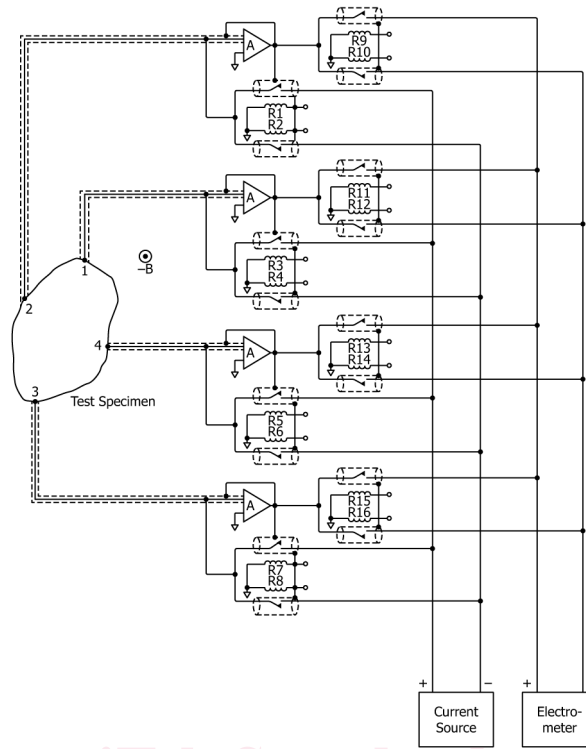 A
R9
R10
R1
R2
A
R11
R12
R3
R4
1
−B
2
A
R13
R14
4
3
Test Specimen
R5
R6
A
R15
R16
R7
R8
+
−
+
Current
Source
Electro-
meter